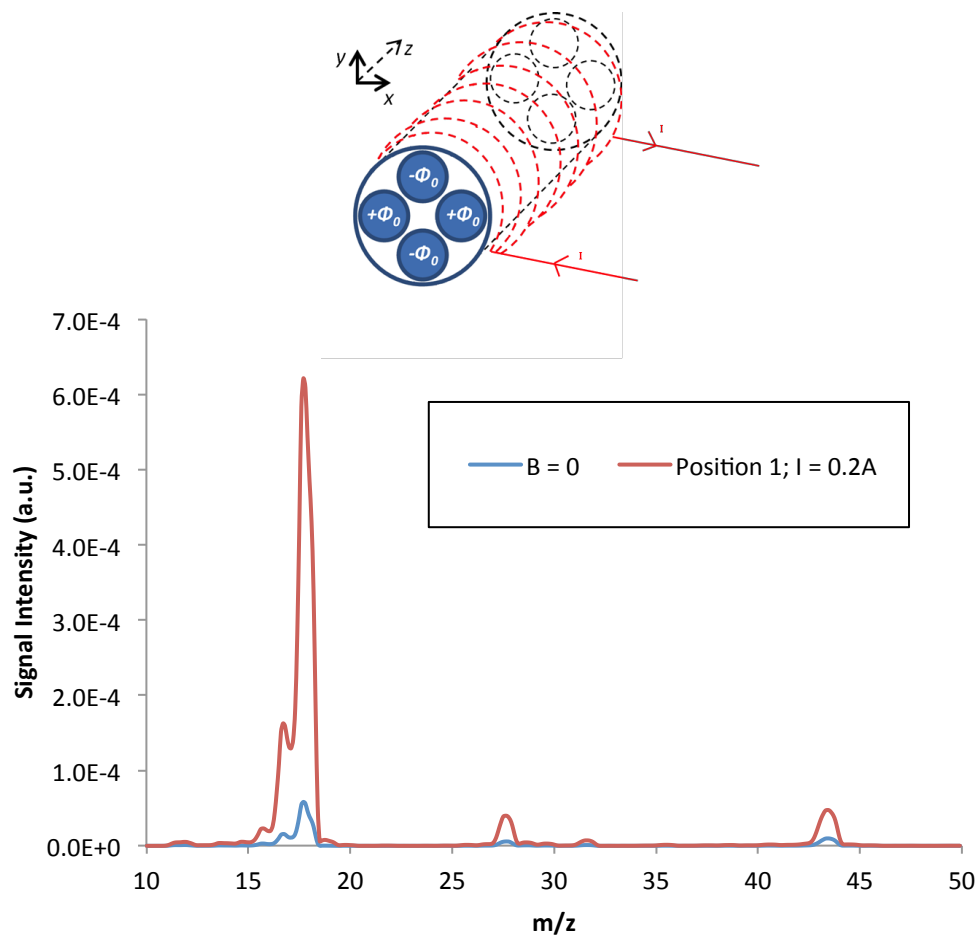 y
z
x
I
-Φ0
+Φ0 +Φ0
-Φ0
I
7.0E-4
6.0E-4
5.0E-4
4.0E-4
3.0E-4
2.0E-4
1.0E-4
0.0E+0
Signal Intensity (a.u.)
B = 0 Position 1; I = 0.2A
10 15 20 25 30 35 40 45 50
m/z